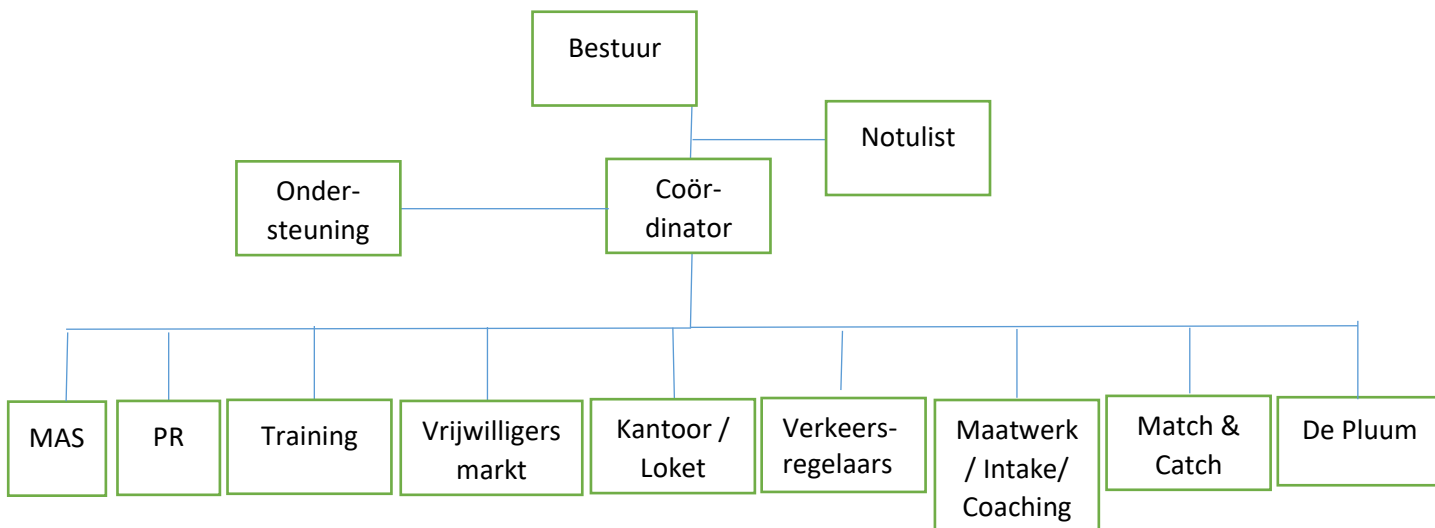 Bestuur
Notulist
Onder-
steuning
Coör-
dinator
MAS
PR
Training
Vrijwilligers
markt
Kantoor /
Loket
Verkeers-
regelaars
Maatwerk
/ Intake/
Coaching
Match &
Catch
De Pluum